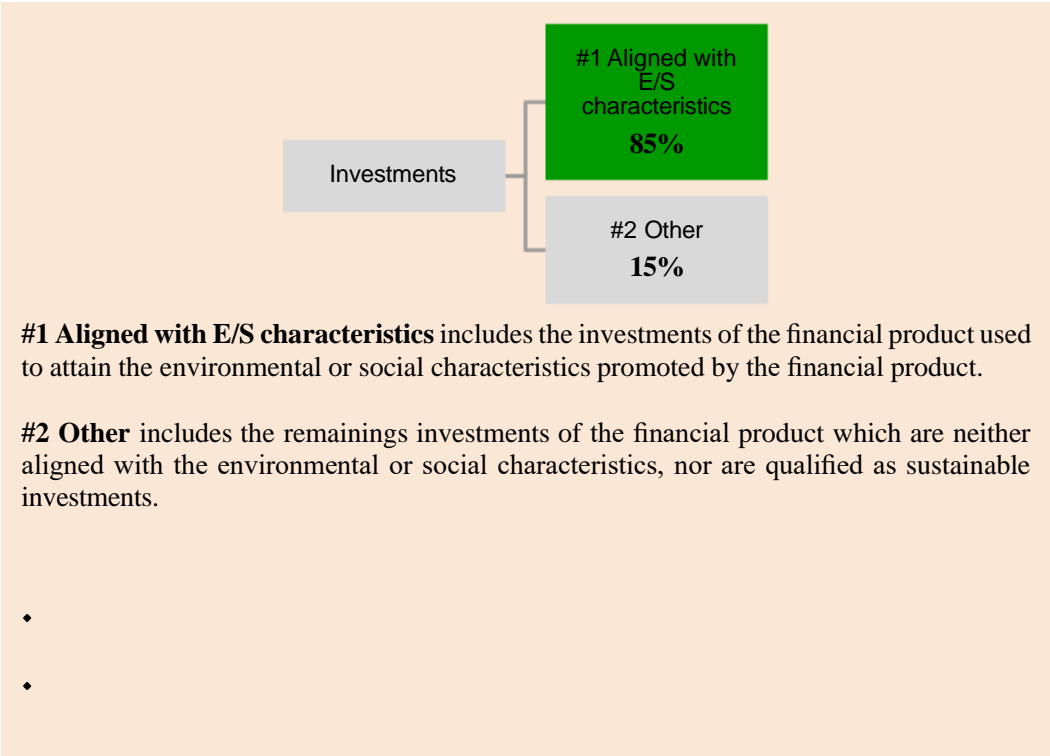 #1 Aligned with
E/S
characteristics
85%
Investments
#2 Other
15%
#1 Aligned with E/S characteristics includes the investments of the financial product used
to attain the environmental or social characteristics promoted by the financial product.
#2 Other includes the remainings investments of the financial product which are neither
aligned with the environmental or social characteristics, nor are qualified as sustainable
investments.